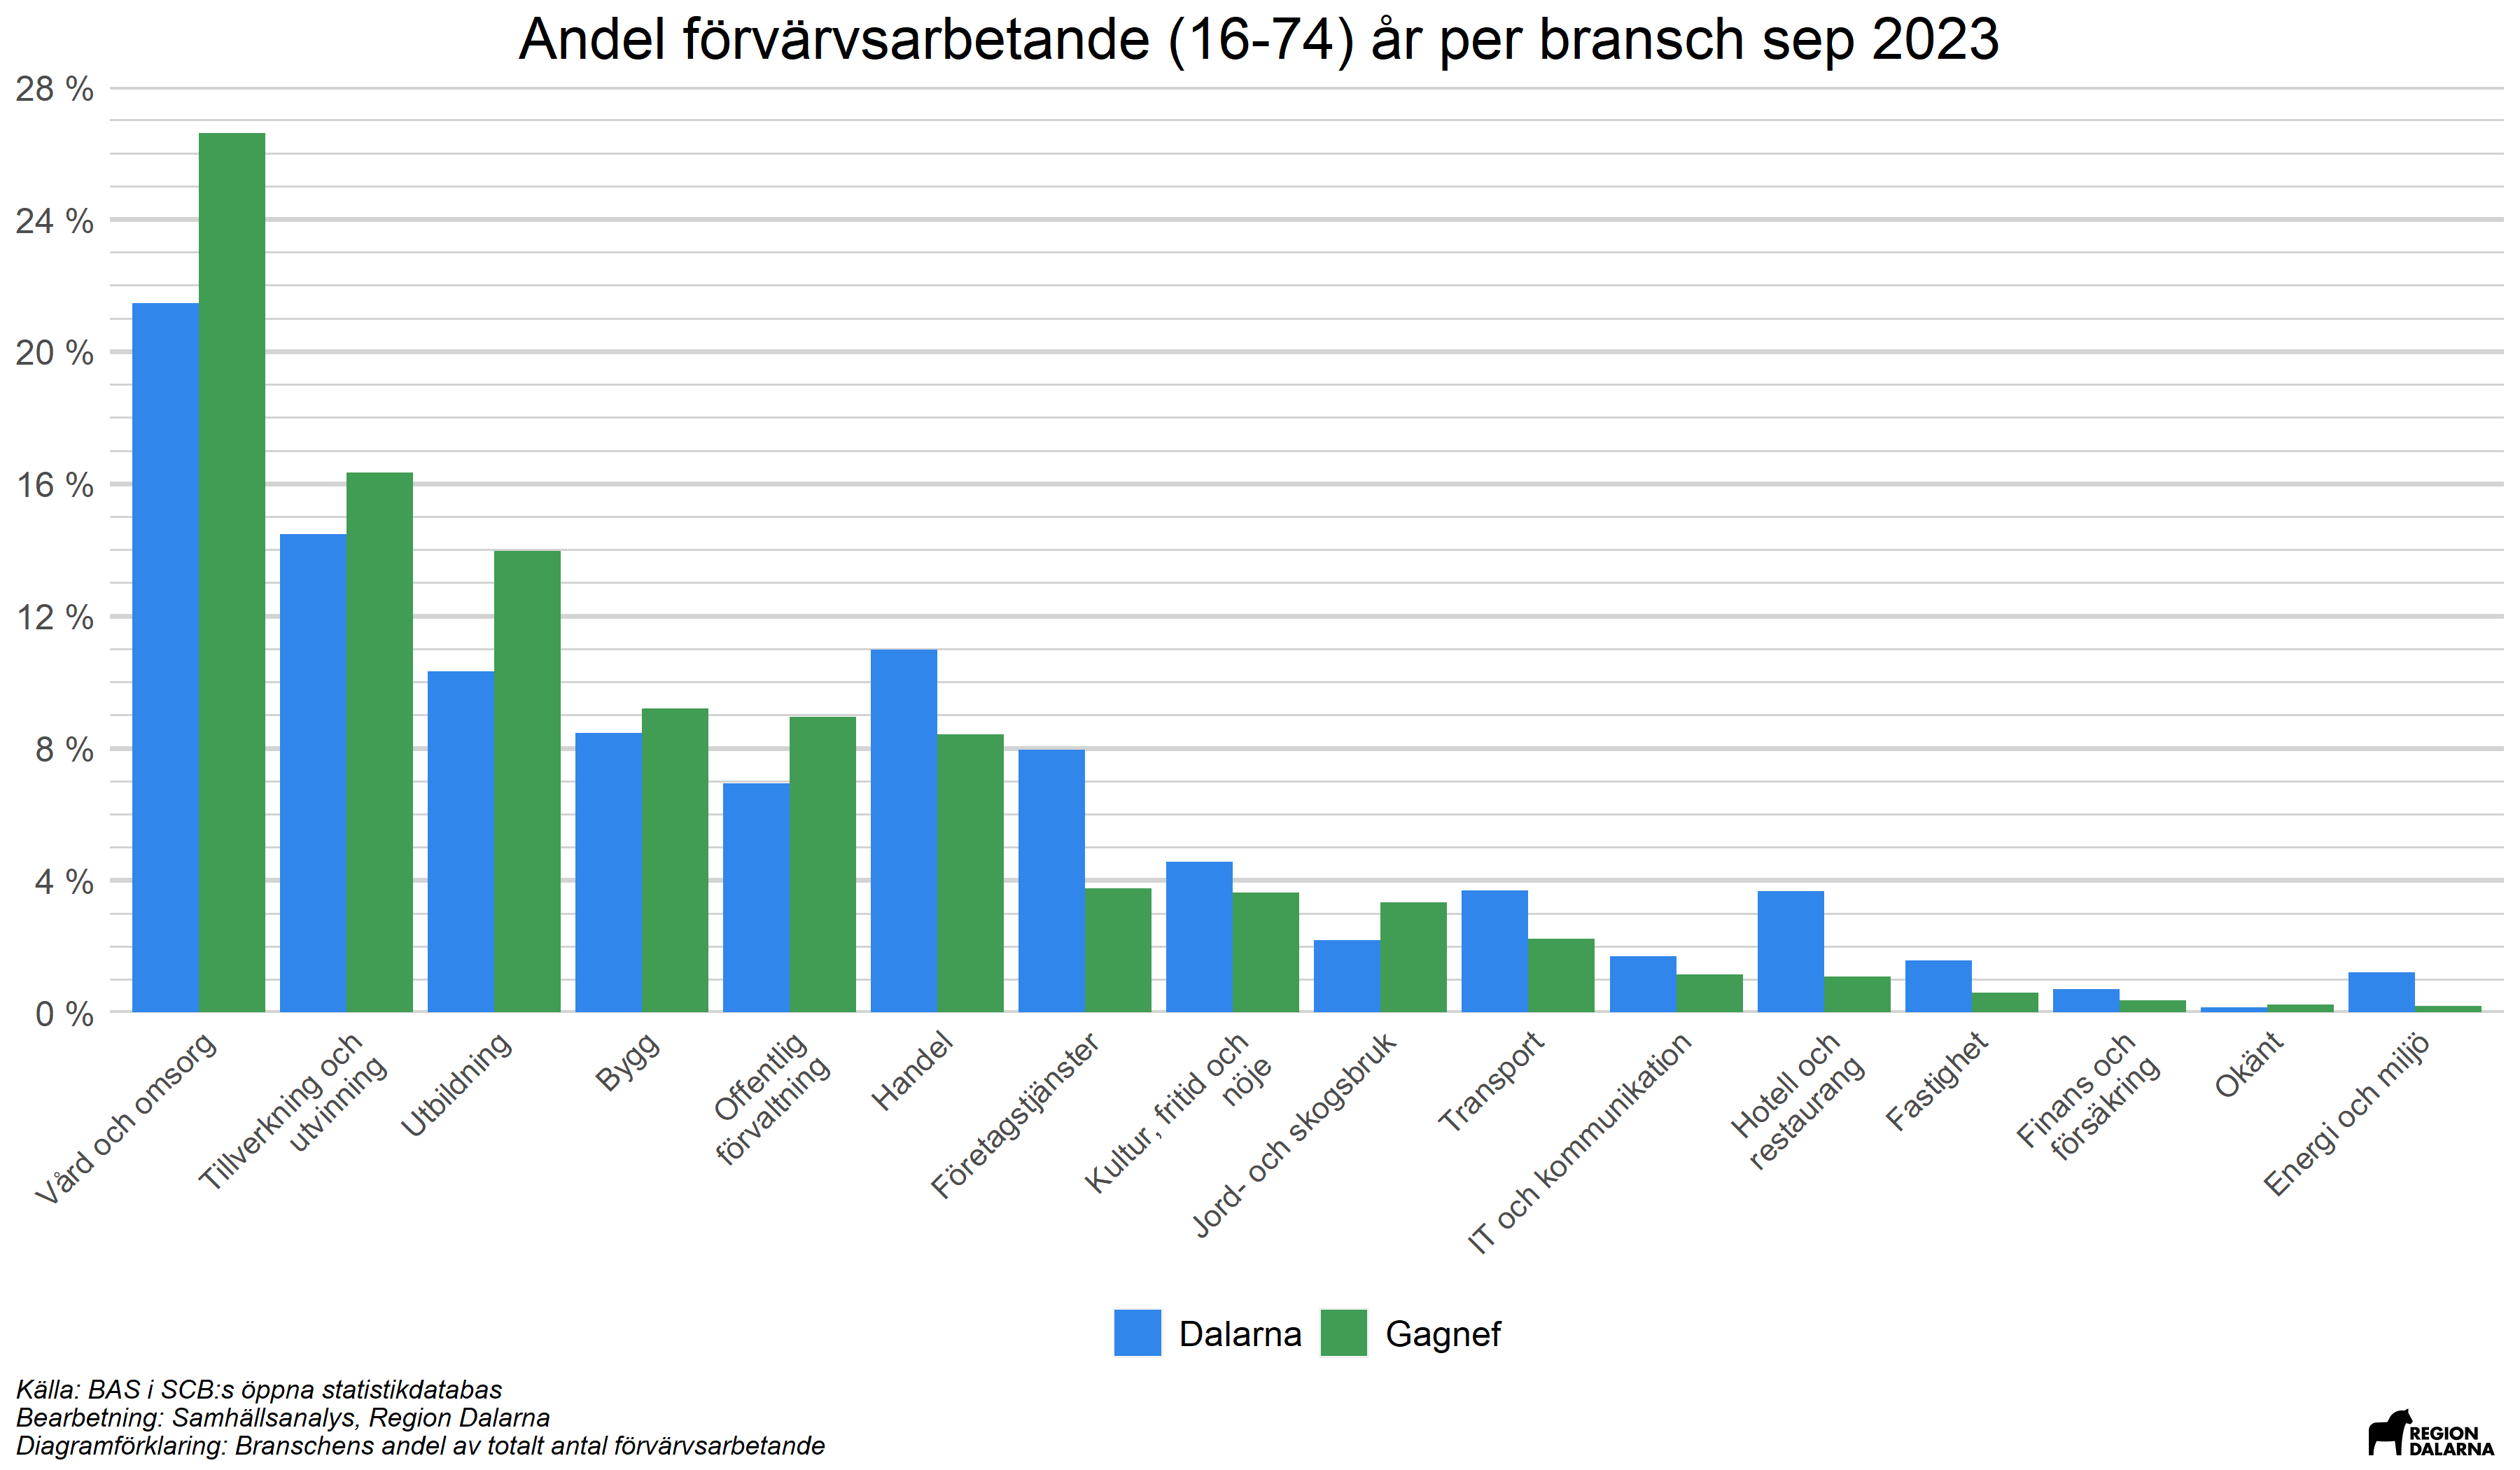 Andel förvärvsarbetande (16-74) år per bransch sep 2023
28 %
24 %
20 %
16 %
12 %
8 %
4 %
0 %
Vård och omsorg
Tillverkning och
utvinning
Utbildning
Bygg
Offentlig
förvaltning
Handel
Företagstjänster
Kultur, fritid och
nöje
Jord- och skogsbruk
Transport
IT och kommunikation
Hotell och
restaurang
Fastighet
Finans och
försäkring
Okänt
Energi och miljö
Dalarna
Gagnef
Källa: BAS i SCB:s öppna statistikdatabas
Bearbetning: Samhällsanalys, Region Dalarna
Diagramförklaring: Branschens andel av totalt antal förvärvsarbetande
REGION
DALARNA